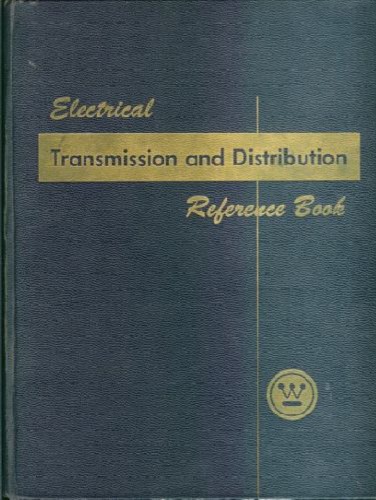 Electrical
Transmission and Distribution
Reference Book
W